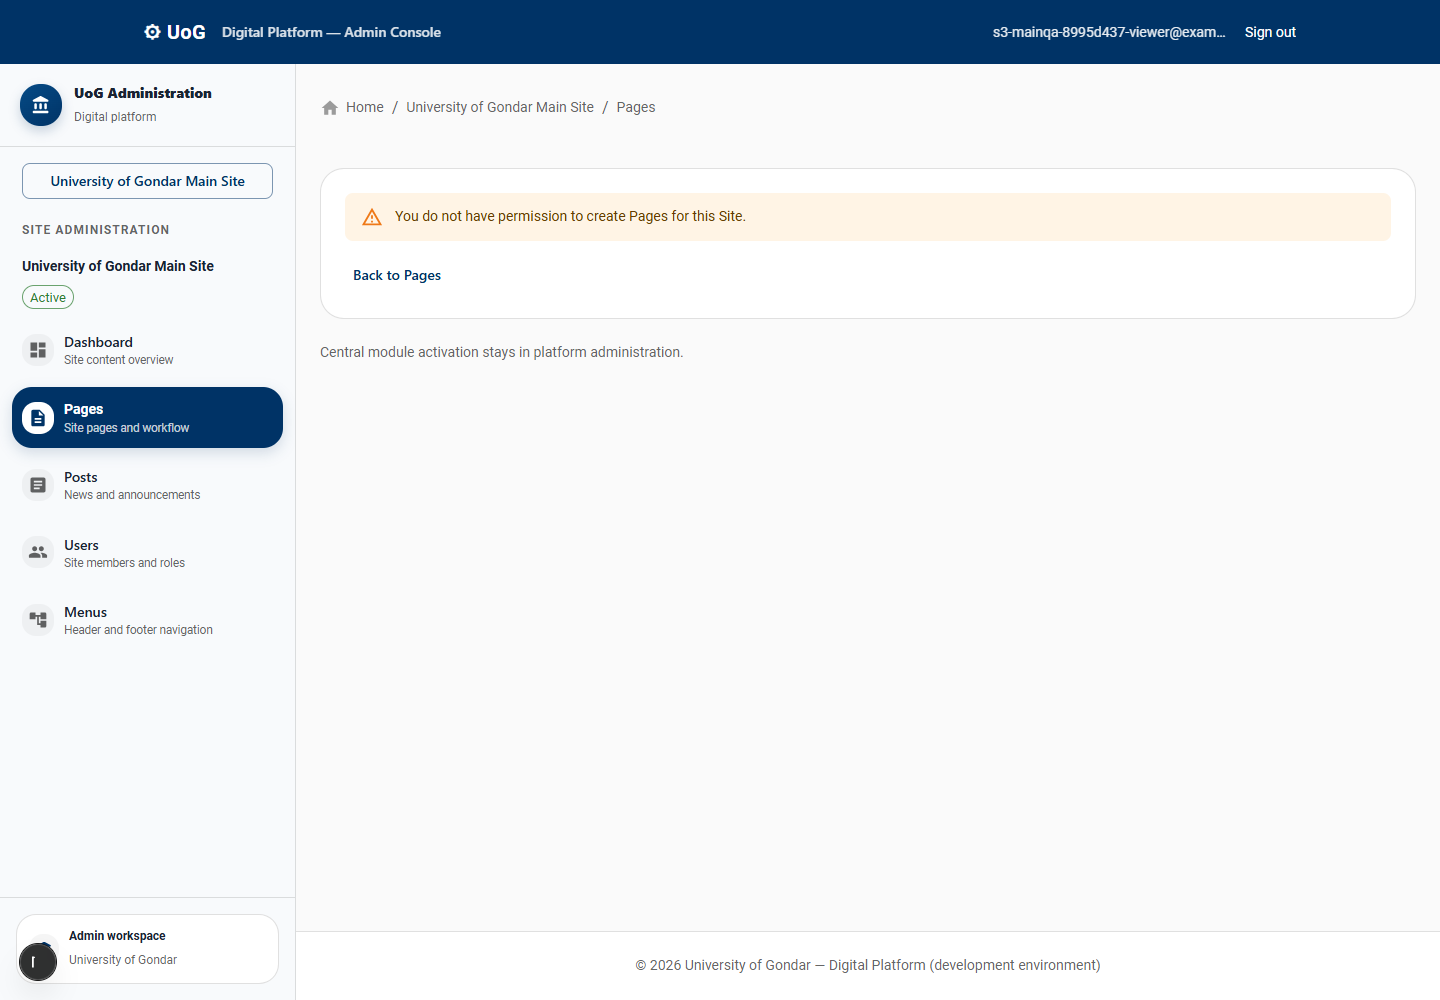 UoG
Digital Platform — Admin Console
s3-mainqa-8995d437-viewer@exam...
Sign out
UoG Administration
Digital platform
University of Gondar Main Site
SITE ADMINISTRATION
University of Gondar Main Site
Active
Dashboard
Site content overview
Pages
Site pages and workflow
Posts
News and announcements
Users
Site members and roles
Menus
Header and footer navigation
Admin workspace
University of Gondar
Home / University of Gondar Main Site / Pages
You do not have permission to create Pages for this Site.
Back to Pages
Central module activation stays in platform administration.
© 2026 University of Gondar — Digital Platform (development environment)